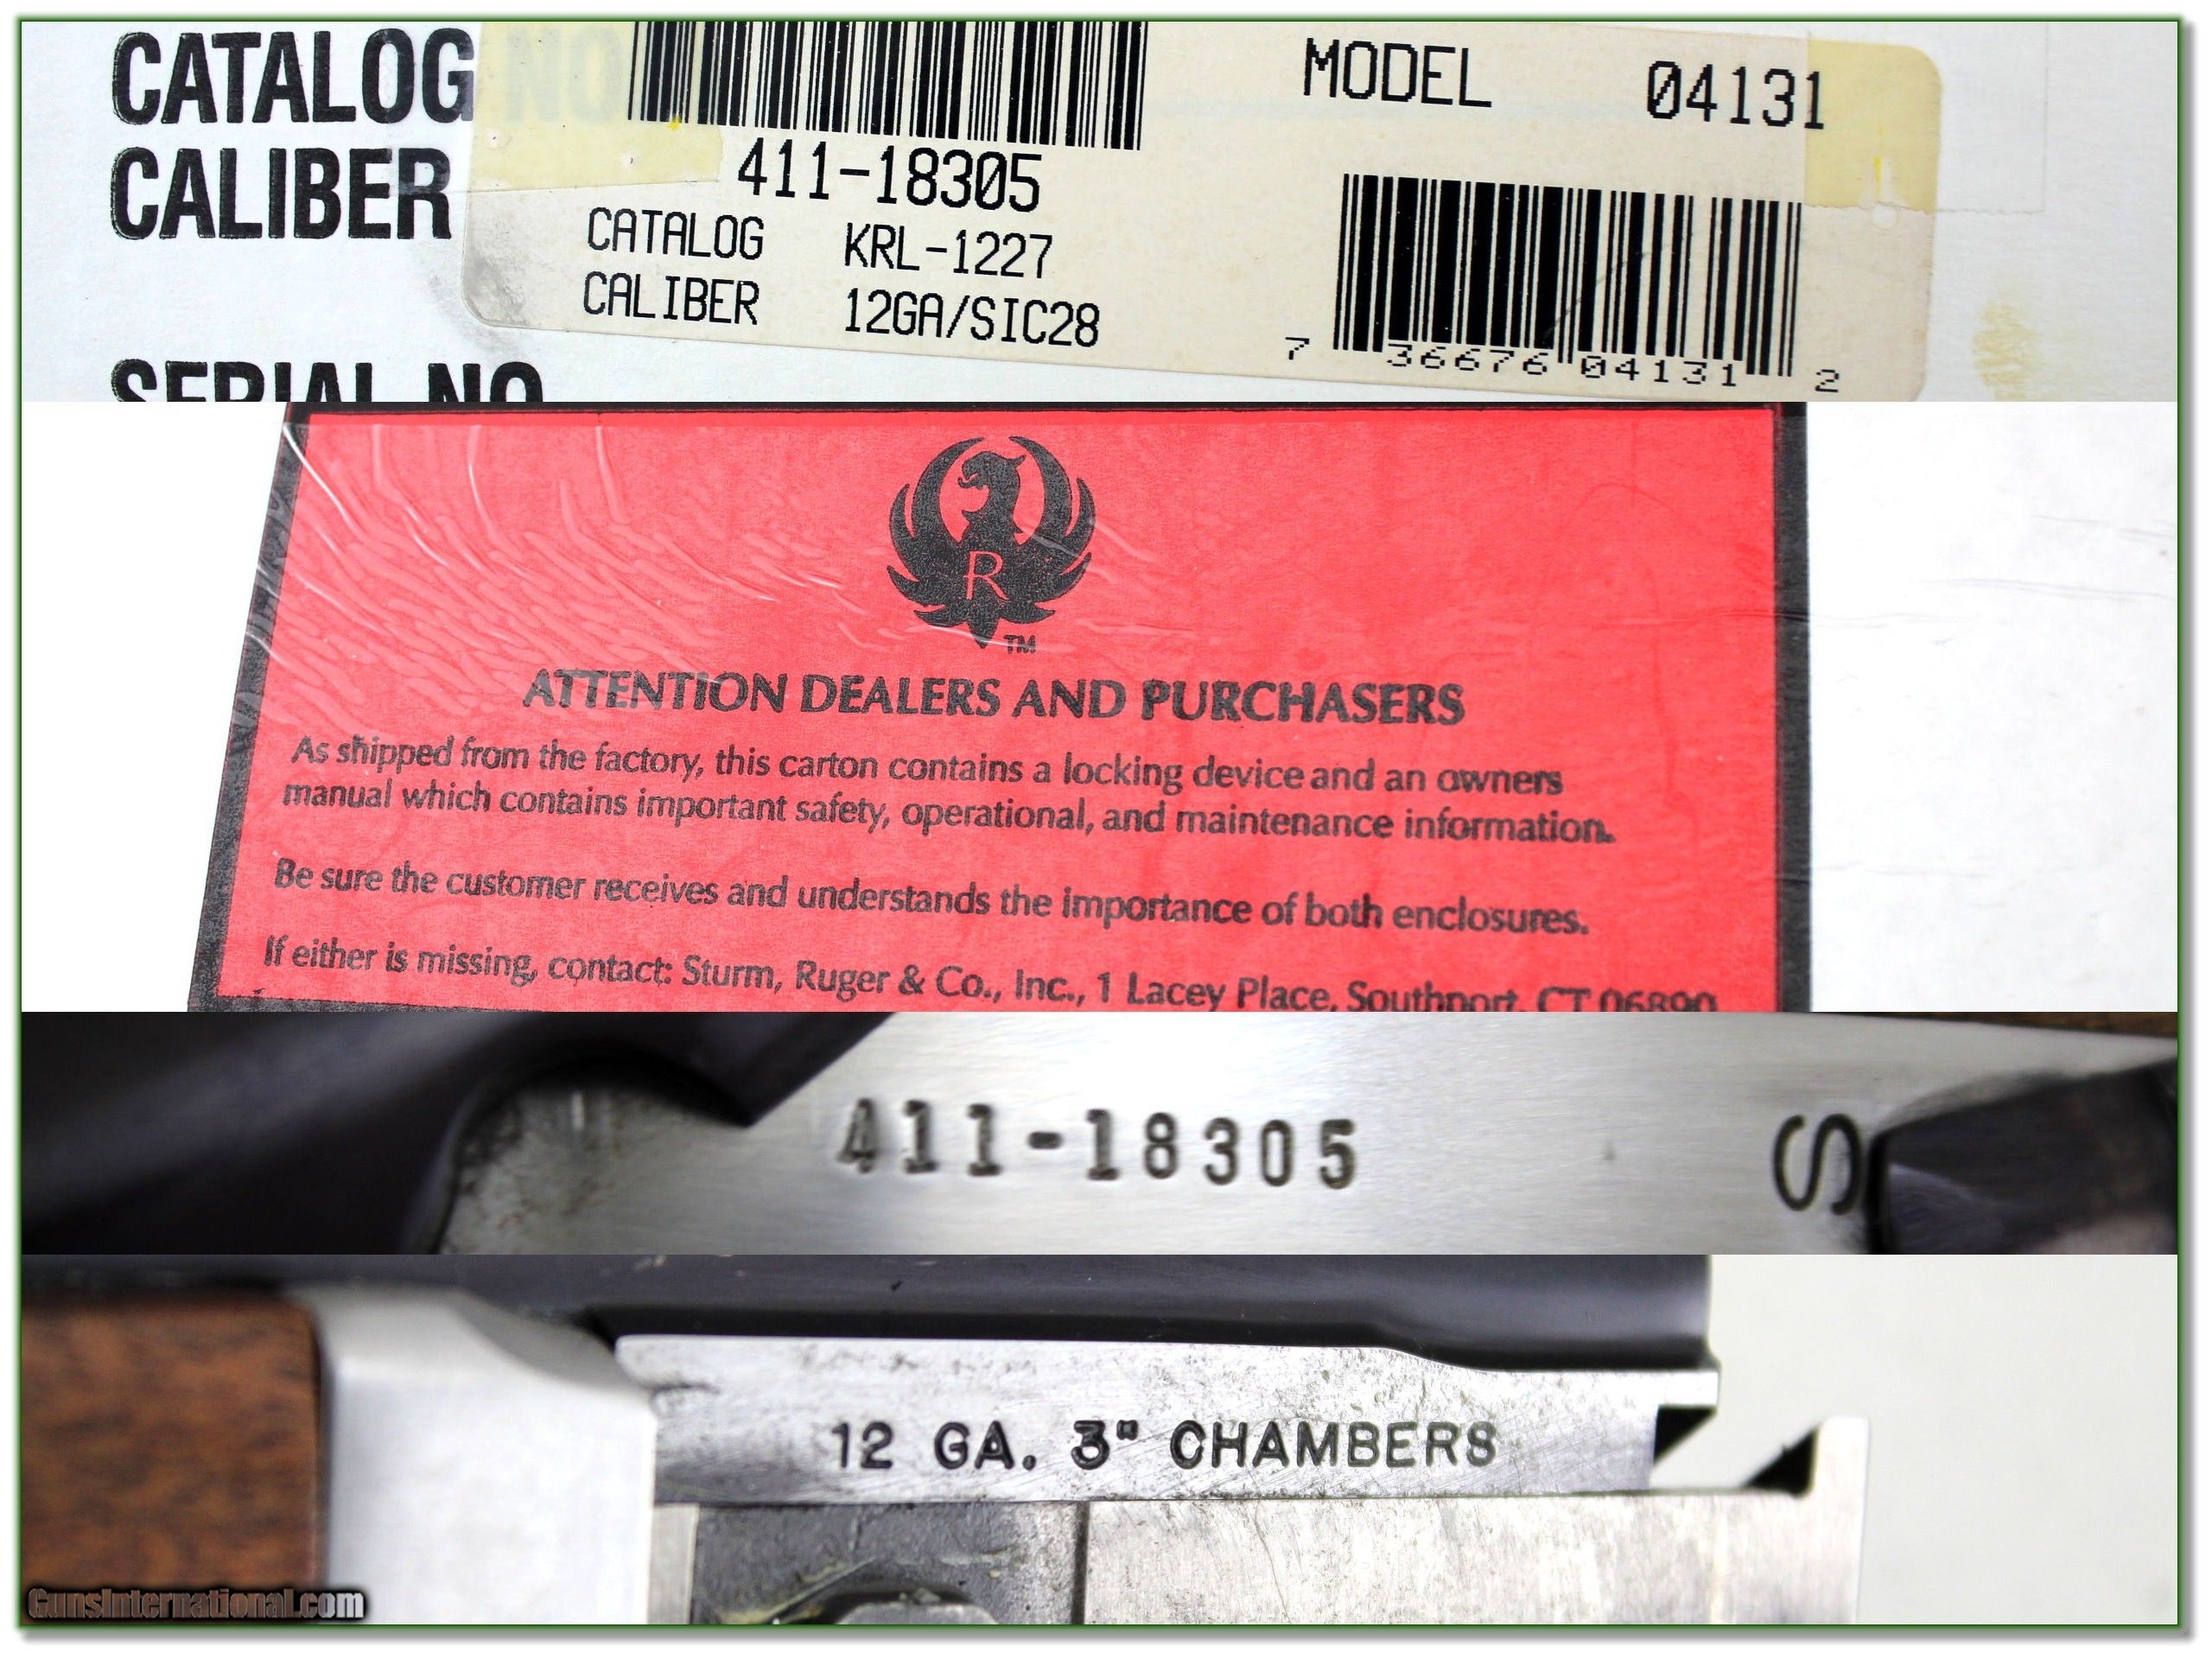 CATALOG NO
CALIBER
SERIAL NO
411-18305
CATALOG KRL-1227
CALIBER 12GA/SIC28
MODEL 04131
7 36676 04131 2
R
TM
ATTENTION DEALERS AND PURCHASERS
As shipped from the factory, this carton contains a locking device and an owners
manual which contains important safety, operational, and maintenance information.
Be sure the customer receives and understands the importance of both enclosures.
If either is missing, contact: Sturm, Ruger & Co., Inc., 1 Lacey Place, Southport, CT 06890
411-18305
S
12 GA. 3" CHAMBERS
GunsInternational.com